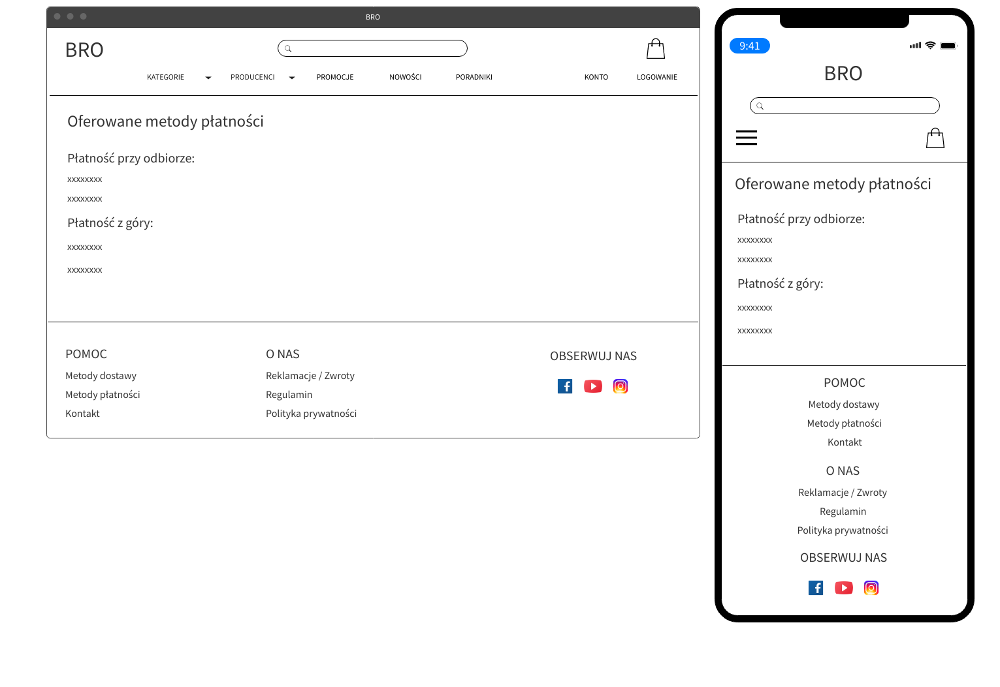 BRO
BRO
KATEGORIE PRODUCENCI PROMOCJE NOWOŚCI PORADNIKI KONTO LOGOWANIE
Oferowane metody płatności
Płatność przy odbiorze:
xxxxxxxx
xxxxxxxx
Płatność z góry:
xxxxxxxx
xxxxxxxx
POMOC
Metody dostawy
Metody płatności
Kontakt
O NAS
Reklamacje / Zwroty
Regulamin
Polityka prywatności
OBSERWUJ NAS
9:41
BRO
Oferowane metody płatności
Płatność przy odbiorze:
xxxxxxxx
xxxxxxxx
Płatność z góry:
xxxxxxxx
xxxxxxxx
POMOC
Metody dostawy
Metody płatności
Kontakt
O NAS
Reklamacje / Zwroty
Regulamin
Polityka prywatności
OBSERWUJ NAS